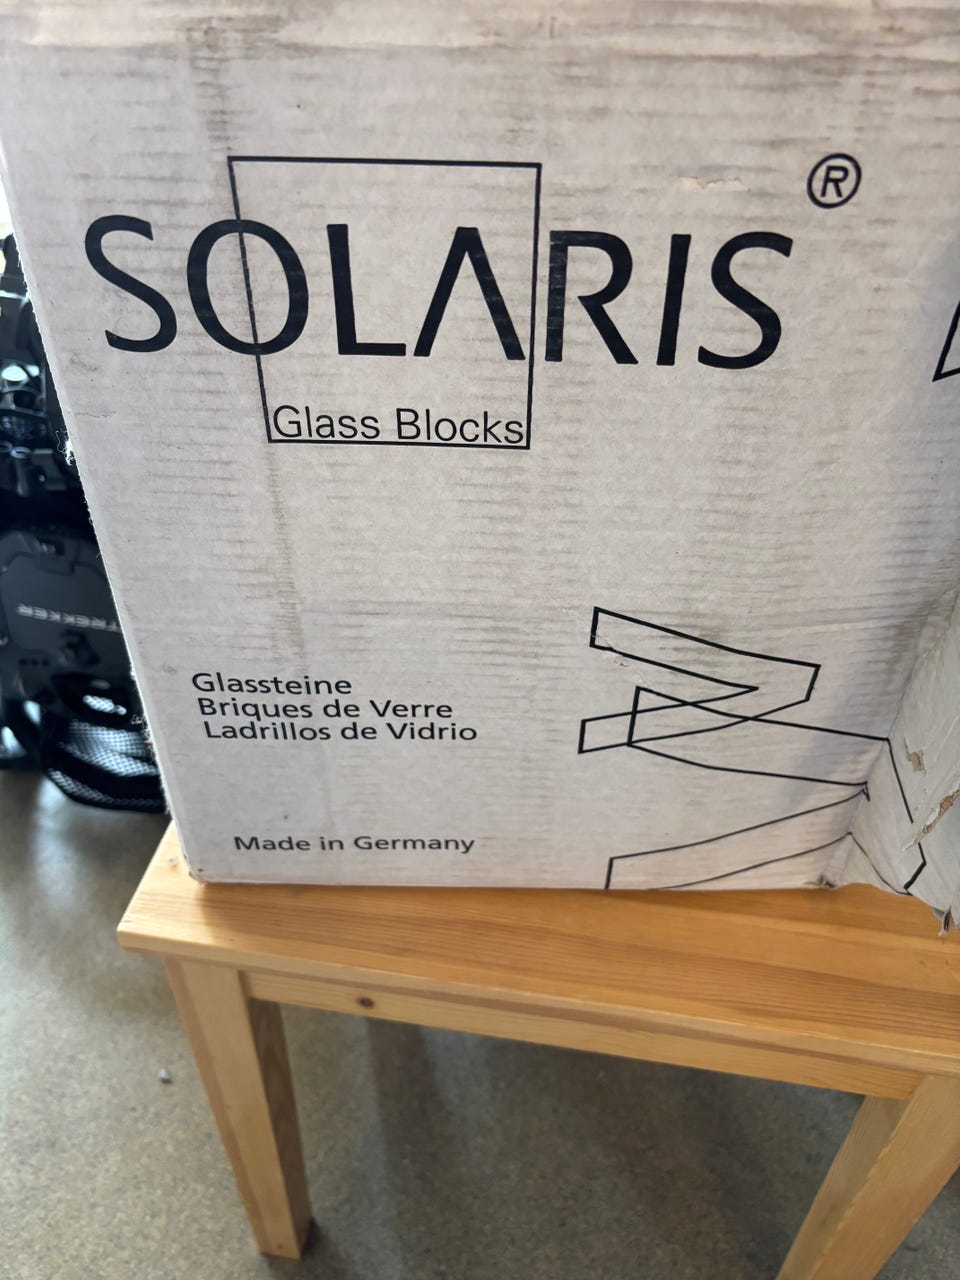 SOLARIS®
Glass Blocks
Glassteine
Briques de Verre
Ladrillos de Vidrio
Made in Germany
TREKKER